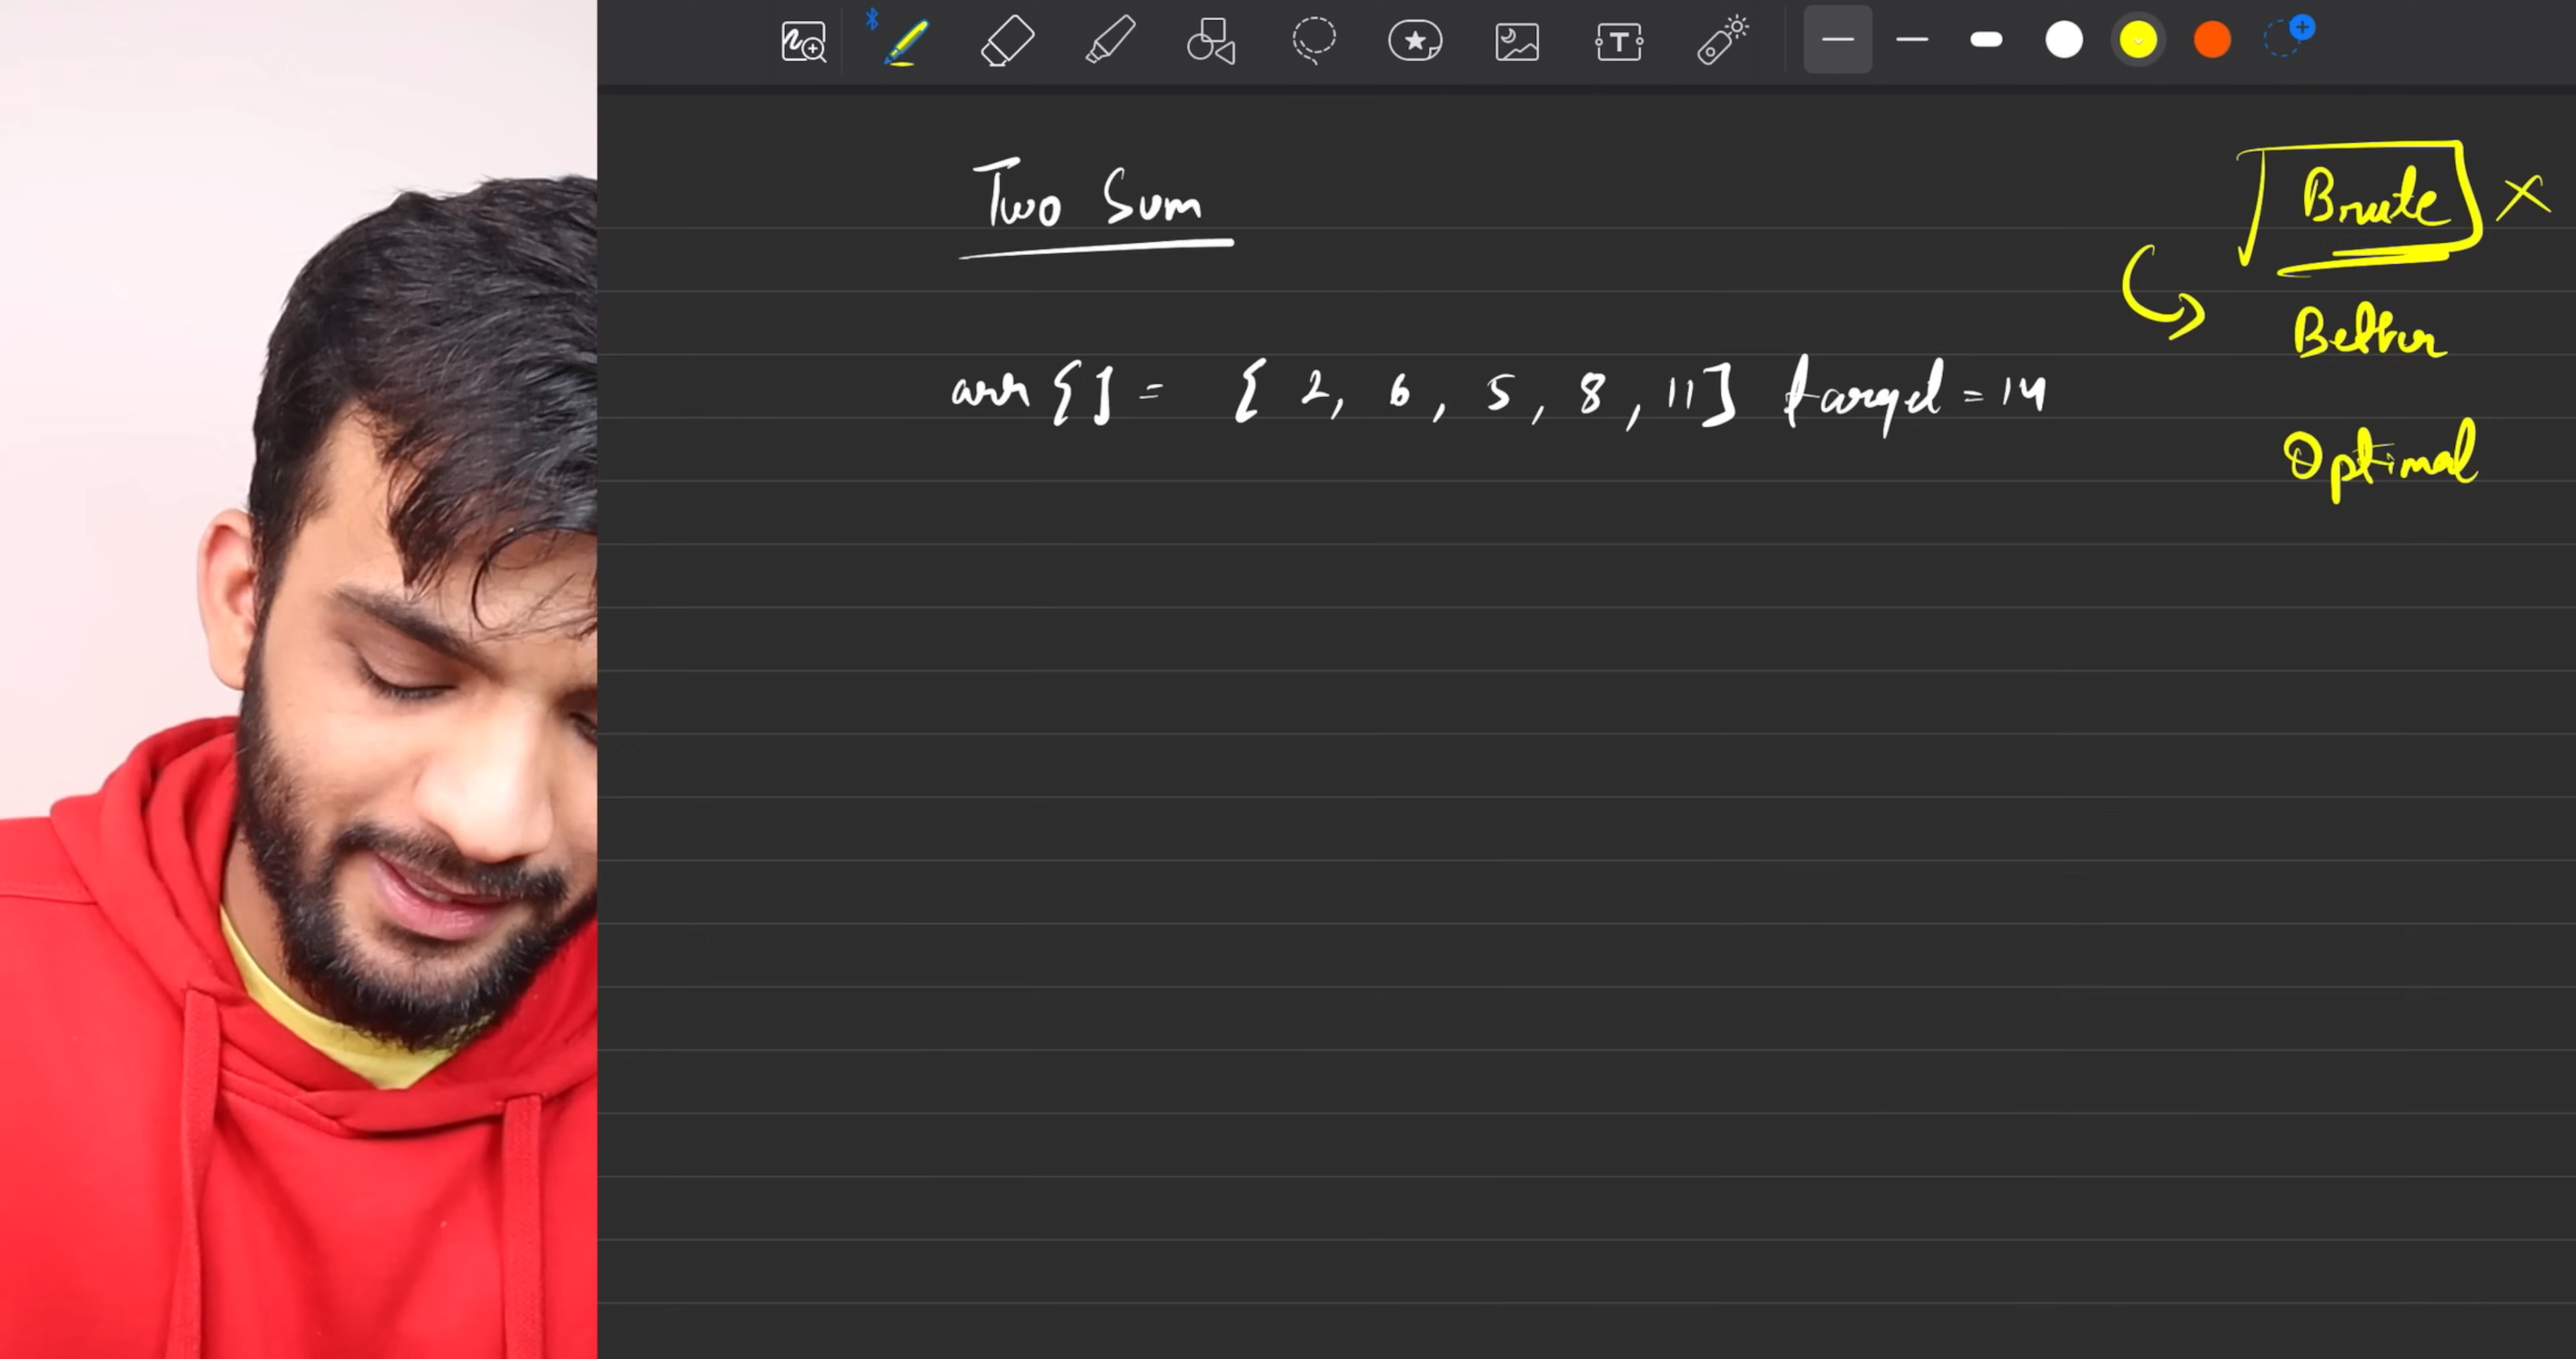 Two Sum
Brute
Better
arr [] = [ 2, 6, 5, 8, 11] target = 14
Optimal
T